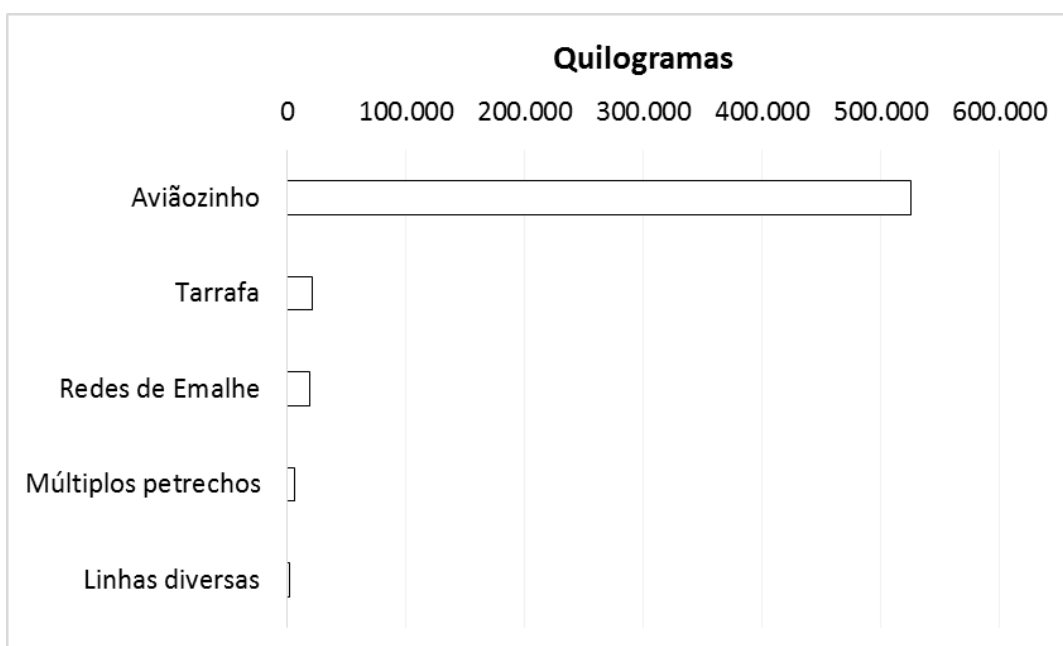 Quilogramas
0 100.000 200.000 300.000 400.000 500.000 600.000
Aviãozinho
Tarrafa
Redes de Emalhe
Múltiplos petrechos
Linhas diversas